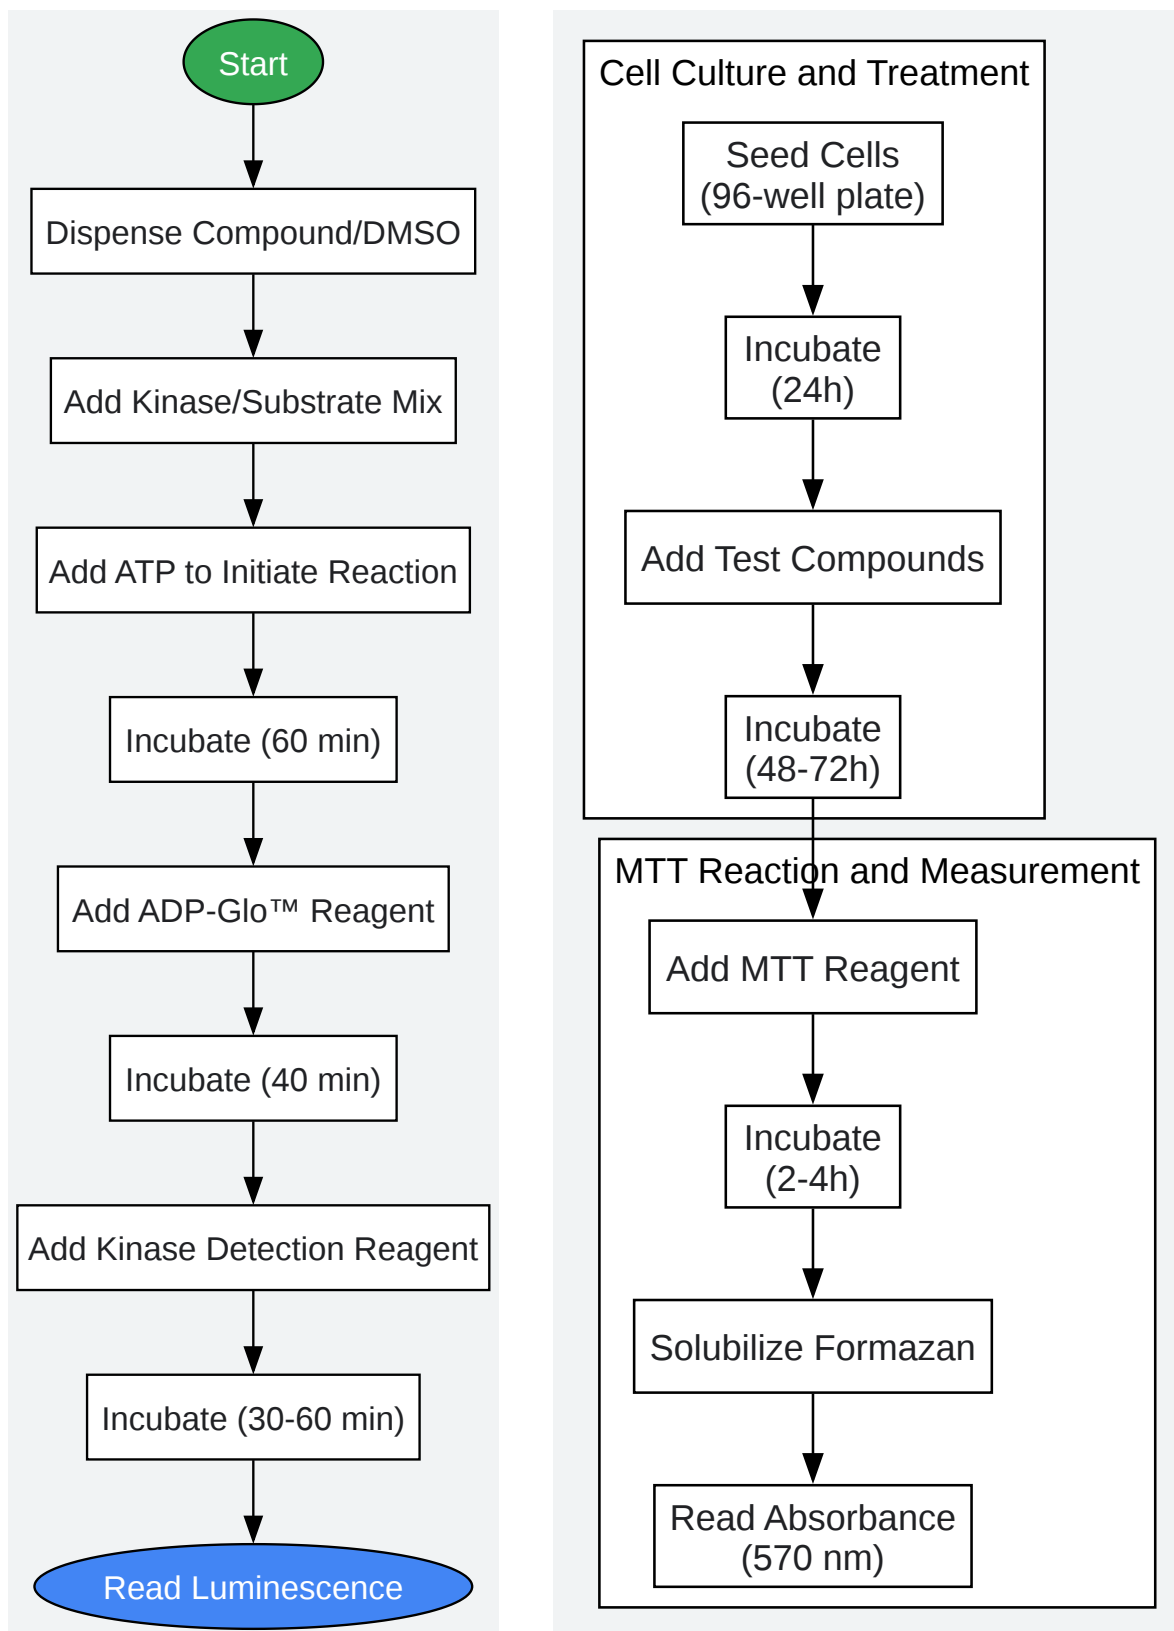 Start
Dispense Compound/DMSO
Add Kinase/Substrate Mix
Add ATP to Initiate Reaction
Incubate (60 min)
Add ADP-Glo™ Reagent
Incubate (40 min)
Add Kinase Detection Reagent
Incubate (30-60 min)
Read Luminescence
Cell Culture and Treatment
Seed Cells
(96-well plate)
Incubate
(24h)
Add Test Compounds
Incubate
(48-72h)
MTT Reaction and Measurement
Add MTT Reagent
Incubate
(2-4h)
Solubilize Formazan
Read Absorbance
(570 nm)